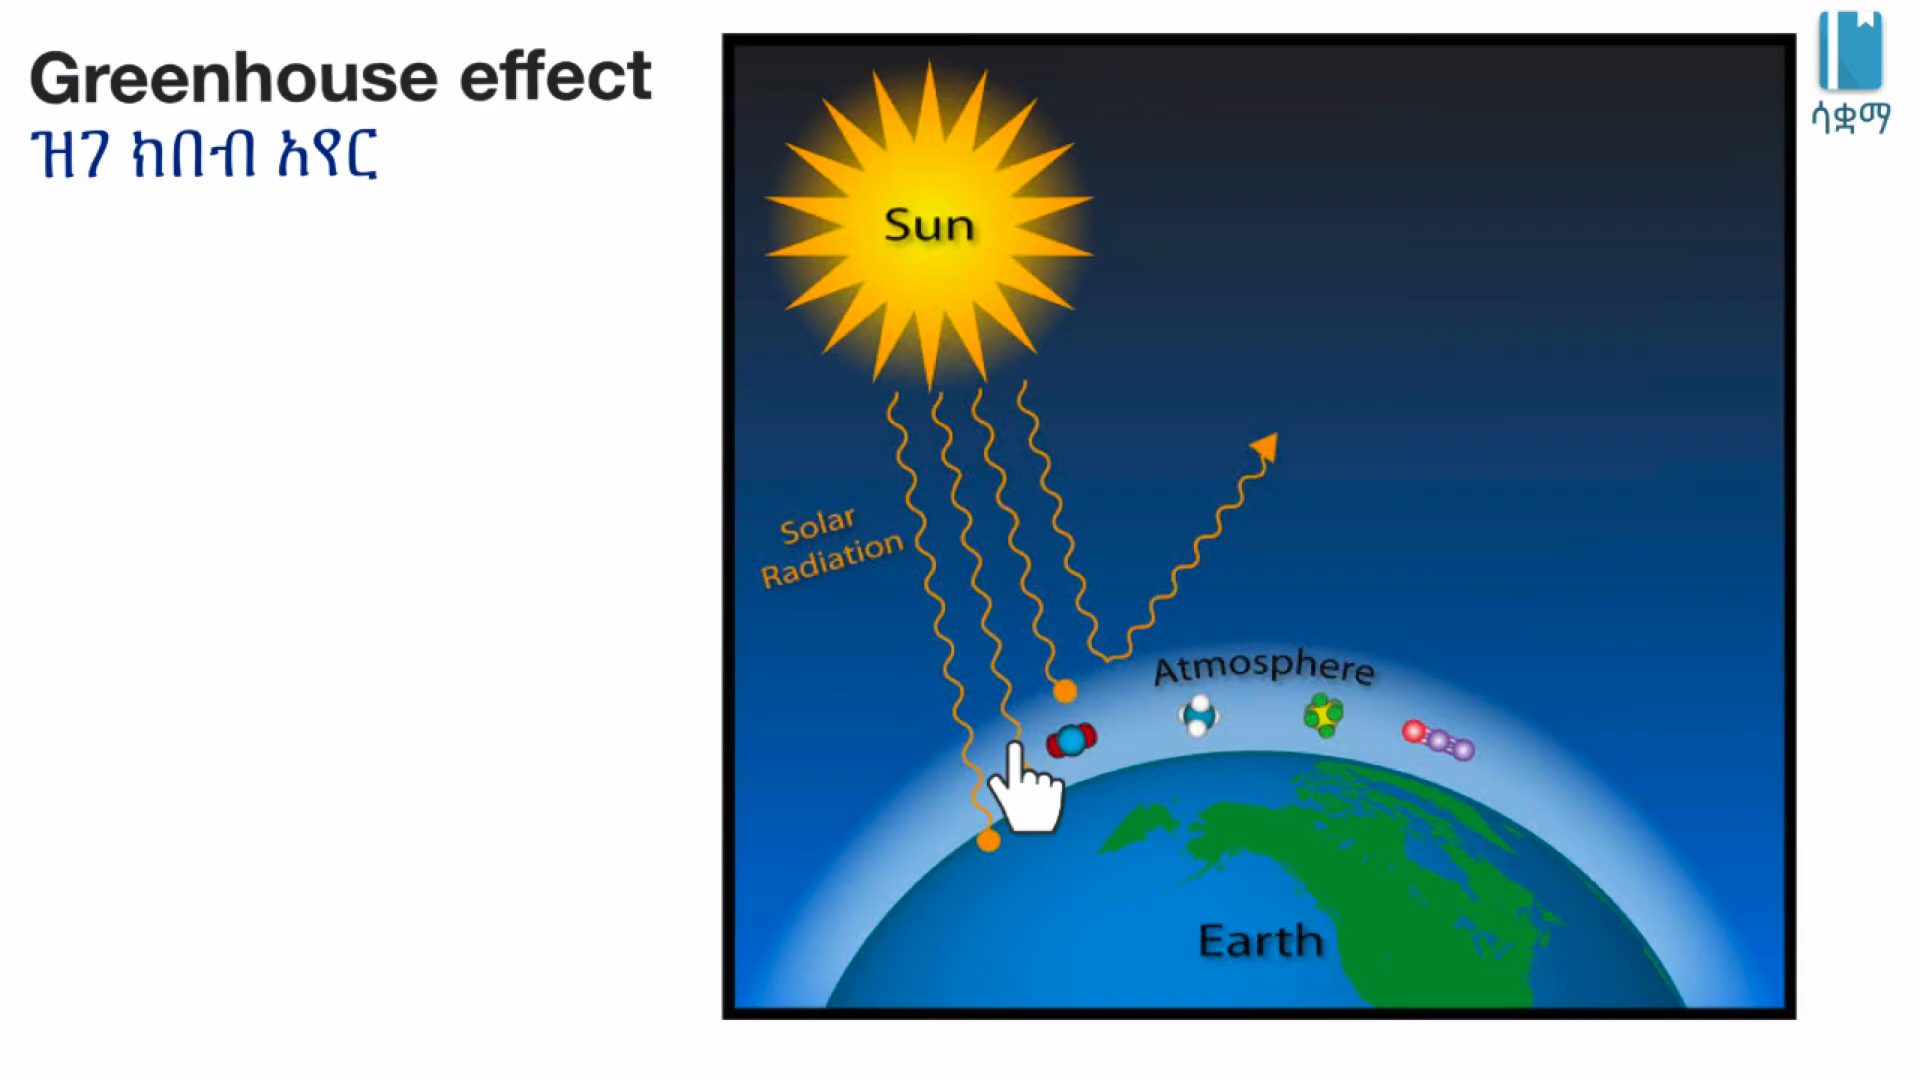 Greenhouse effect
ዝገ ክበብ አየር
ሳቋማ
Sun
Solar
Radiation
Atmosphere
Earth